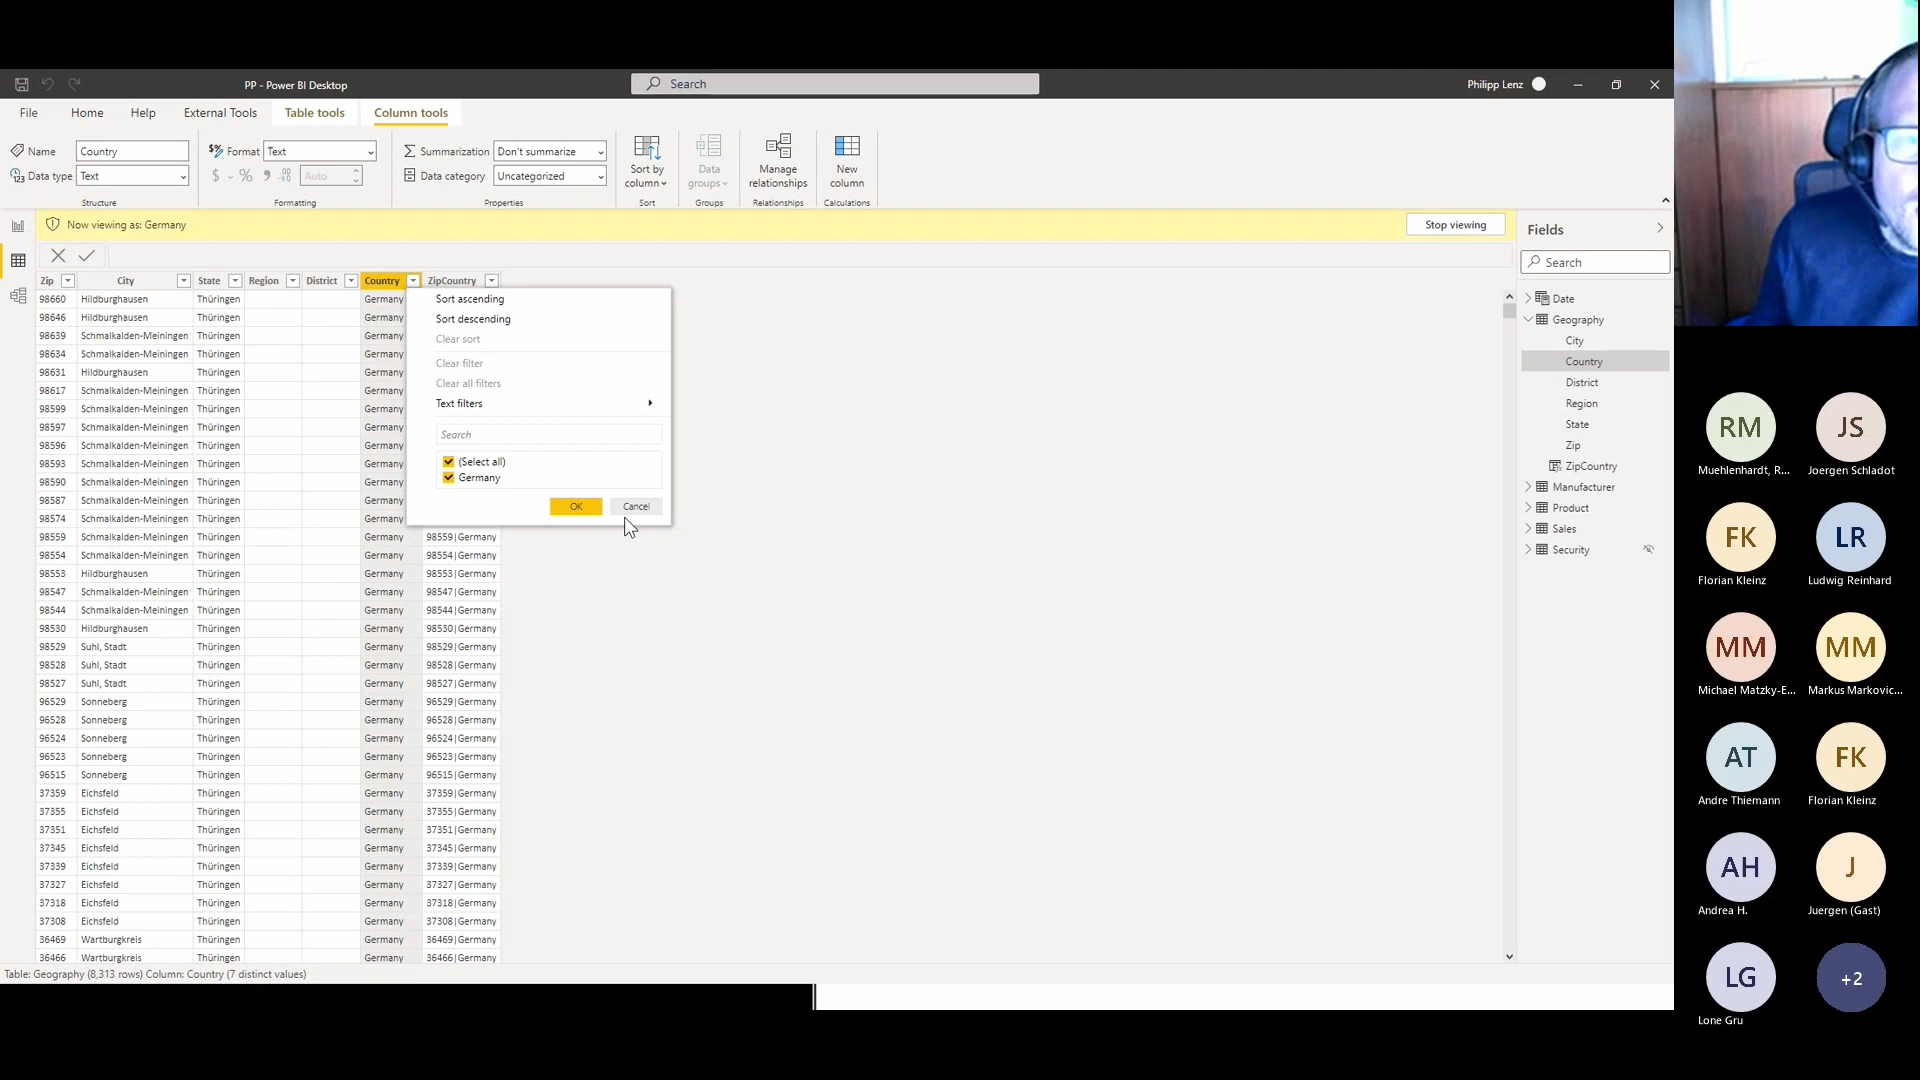 PP - Power BI Desktop
Search
Philipp Lenz
File Home Help External Tools Table tools Column tools
Name Country
Data type Text
Structure
Format Text
$ % Auto
Formatting
Summarization Don't summarize
Data category Uncategorized
Properties
Sort by column
Sort
Data groups
Groups
Manage relationships
Relationships
New column
Calculations
Now viewing as: Germany
Stop viewing
Zip City State Region District Country ZipCountry
98660 Hildburghausen Thüringen Germany
98646 Hildburghausen Thüringen Germany
98639 Schmalkalden-Meiningen Thüringen Germany
98634 Schmalkalden-Meiningen Thüringen Germany
98631 Hildburghausen Thüringen Germany
98617 Schmalkalden-Meiningen Thüringen Germany
98599 Schmalkalden-Meiningen Thüringen Germany
98597 Schmalkalden-Meiningen Thüringen Germany
98596 Schmalkalden-Meiningen Thüringen Germany
98593 Schmalkalden-Meiningen Thüringen Germany
98590 Schmalkalden-Meiningen Thüringen Germany
98587 Schmalkalden-Meiningen Thüringen Germany
98574 Schmalkalden-Meiningen Thüringen Germany
98559 Schmalkalden-Meiningen Thüringen Germany 98559|Germany
98554 Schmalkalden-Meiningen Thüringen Germany 98554|Germany
98553 Hildburghausen Thüringen Germany 98553|Germany
98547 Schmalkalden-Meiningen Thüringen Germany 98547|Germany
98544 Schmalkalden-Meiningen Thüringen Germany 98544|Germany
98530 Hildburghausen Thüringen Germany 98530|Germany
98529 Suhl, Stadt Thüringen Germany 98529|Germany
98528 Suhl, Stadt Thüringen Germany 98528|Germany
98527 Suhl, Stadt Thüringen Germany 98527|Germany
96529 Sonneberg Thüringen Germany 96529|Germany
96528 Sonneberg Thüringen Germany 96528|Germany
96524 Sonneberg Thüringen Germany 96524|Germany
96523 Sonneberg Thüringen Germany 96523|Germany
96515 Sonneberg Thüringen Germany 96515|Germany
37359 Eichsfeld Thüringen Germany 37359|Germany
37355 Eichsfeld Thüringen Germany 37355|Germany
37351 Eichsfeld Thüringen Germany 37351|Germany
37345 Eichsfeld Thüringen Germany 37345|Germany
37339 Eichsfeld Thüringen Germany 37339|Germany
37327 Eichsfeld Thüringen Germany 37327|Germany
37318 Eichsfeld Thüringen Germany 37318|Germany
37308 Eichsfeld Thüringen Germany 37308|Germany
36469 Wartburgkreis Thüringen Germany 36469|Germany
36466 Wartburgkreis Thüringen Germany 36466|Germany
Sort ascending
Sort descending
Clear sort
Clear filter
Clear all filters
Text filters
Search
(Select all)
Germany
OK Cancel
Table: Geography (8,313 rows) Column: Country (7 distinct values)
Fields
Search
Date
Geography
City
Country
District
Region
State
Zip
ZipCountry
Manufacturer
Product
Sales
Security
RM JS
Muehlenhardt, R... Joergen Schladot
FK LR
Florian Kleinz Ludwig Reinhard
MM MM
Michael Matzky-E... Markus Markovic...
AT FK
Andre Thiemann Florian Kleinz
AH J
Andrea H. Juergen (Gast)
LG +2
Lone Gru